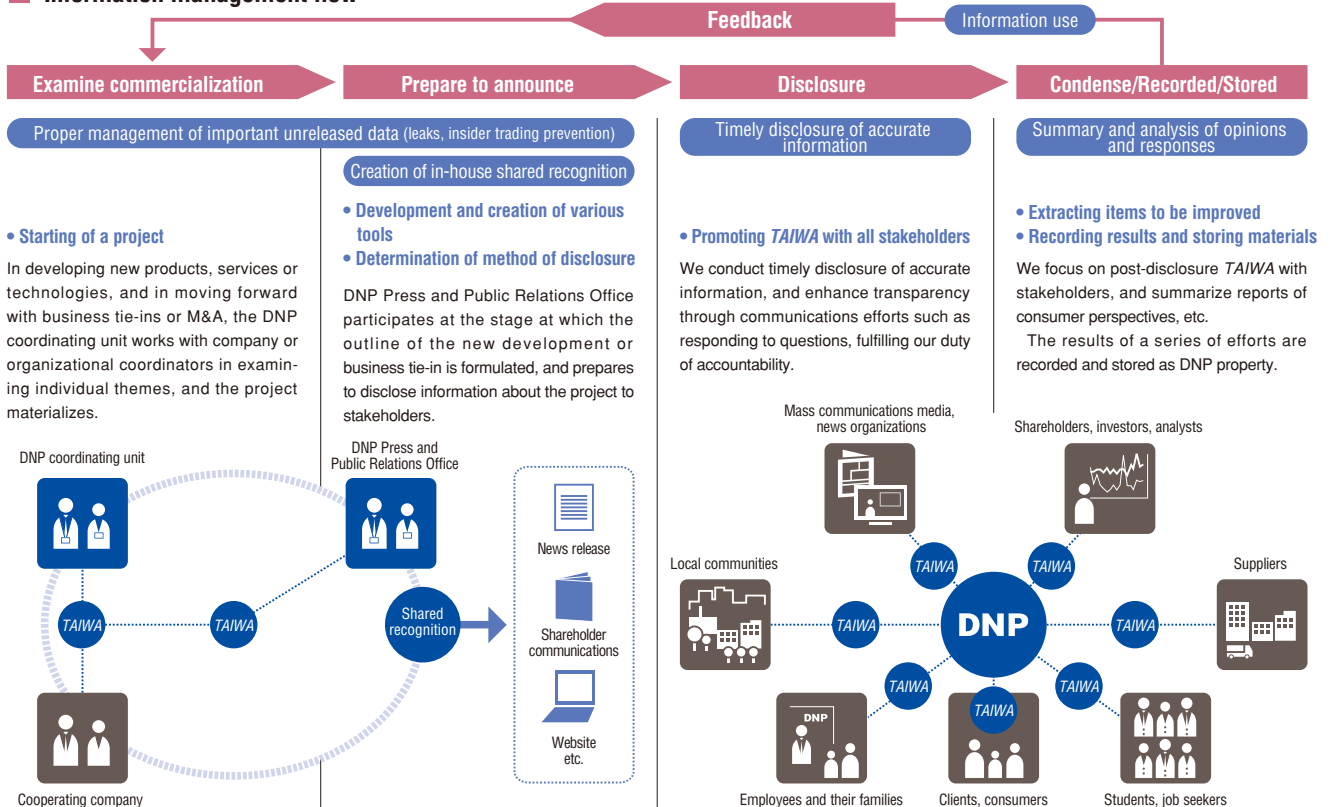 Information management flow
Feedback
Information use
Examine commercialization
Prepare to announce
Disclosure
Condense/Recorded/Stored
Proper management of important unreleased data (leaks, insider trading prevention)
Timely disclosure of accurate
information
Summary and analysis of opinions
and responses
Creation of in-house shared recognition
• Starting of a project
In developing new products, services or
technologies, and in moving forward
with business tie-ins or M&A, the DNP
coordinating unit works with company or
organizational coordinators in examin-
ing individual themes, and the project
materializes.
• Development and creation of various
tools
• Determination of method of disclosure
DNP Press and Public Relations Office
participates at the stage at which the
outline of the new development or
business tie-in is formulated, and prepares
to disclose information about the project to
stakeholders.
• Promoting TAIWA with all stakeholders
We conduct timely disclosure of accurate
information, and enhance transparency
through communications efforts such as
responding to questions, fulfilling our duty
of accountability.
• Extracting items to be improved
• Recording results and storing materials
We focus on post-disclosure TAIWA with
stakeholders, and summarize reports of
consumer perspectives, etc.
The results of a series of efforts are
recorded and stored as DNP property.
DNP coordinating unit
DNP Press and
Public Relations Office
TAIWA
TAIWA
Shared
recognition
Cooperating company
News release
Shareholder
communications
Website
etc.
Mass communications media,
news organizations
Shareholders, investors, analysts
Local communities
Suppliers
TAIWA
TAIWA
TAIWA
DNP
TAIWA
TAIWA
TAIWA
TAIWA
DNP
Employees and their families
Clients, consumers
Students, job seekers